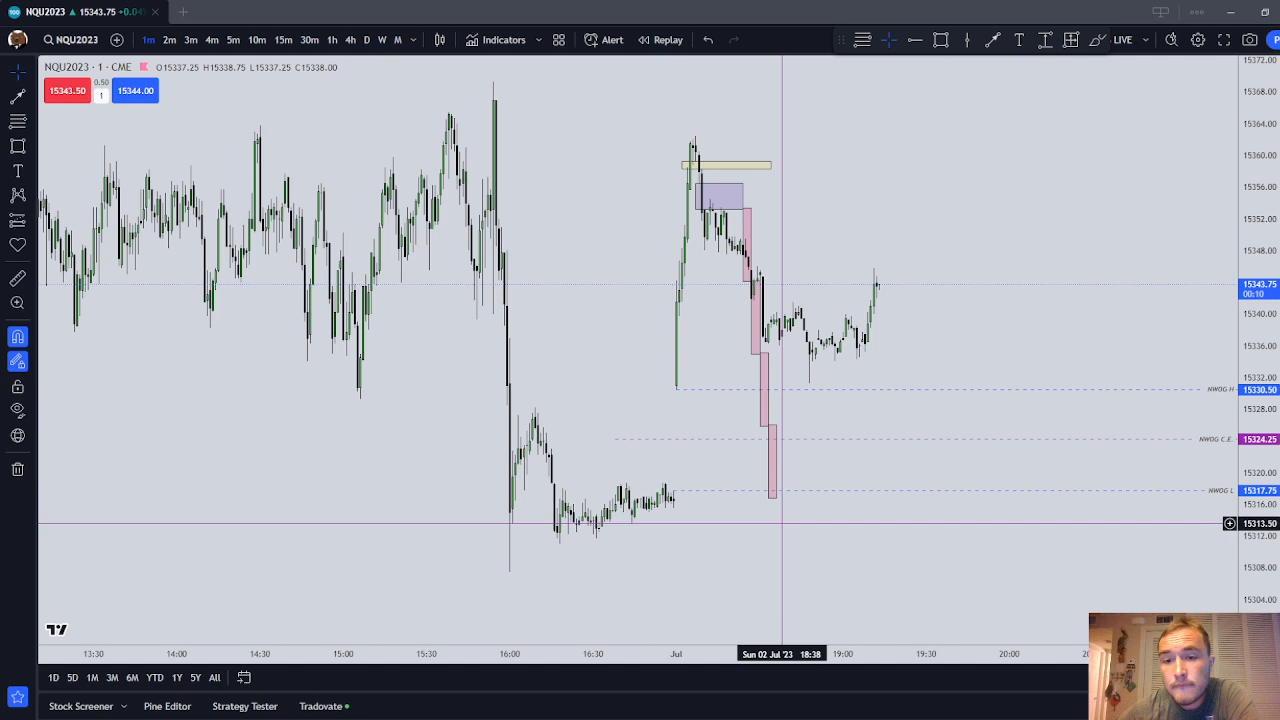 NQU2023 ▲ 15343.75 +0.04%
NQU2023 1m 2m 3m 4m 5m 10m 15m 30m 1h 4h D W M Indicators Alert Replay LIVE P
NQU2023 · 1 · CME O15337.25 H15338.75 L15337.25 C15338.00
15343.50 0.50 1 15344.00
15372.00
15368.00
15364.00
15360.00
15356.00
15352.00
15348.00
15343.75
00:10
15340.00
15336.00
15332.00
NWOG H 15330.50
15328.00
NWOG C.E. 15324.25
15320.00
NWOG L 15317.75
15316.00
15313.50
15312.00
15308.00
15304.00
13:30 14:00 14:30 15:00 15:30 16:00 16:30 Jul Sun 02 Jul '23 18:38 19:00 19:30 20:00
1D 5D 1M 3M 6M YTD 1Y 5Y All
Stock Screener Pine Editor Strategy Tester Tradovate